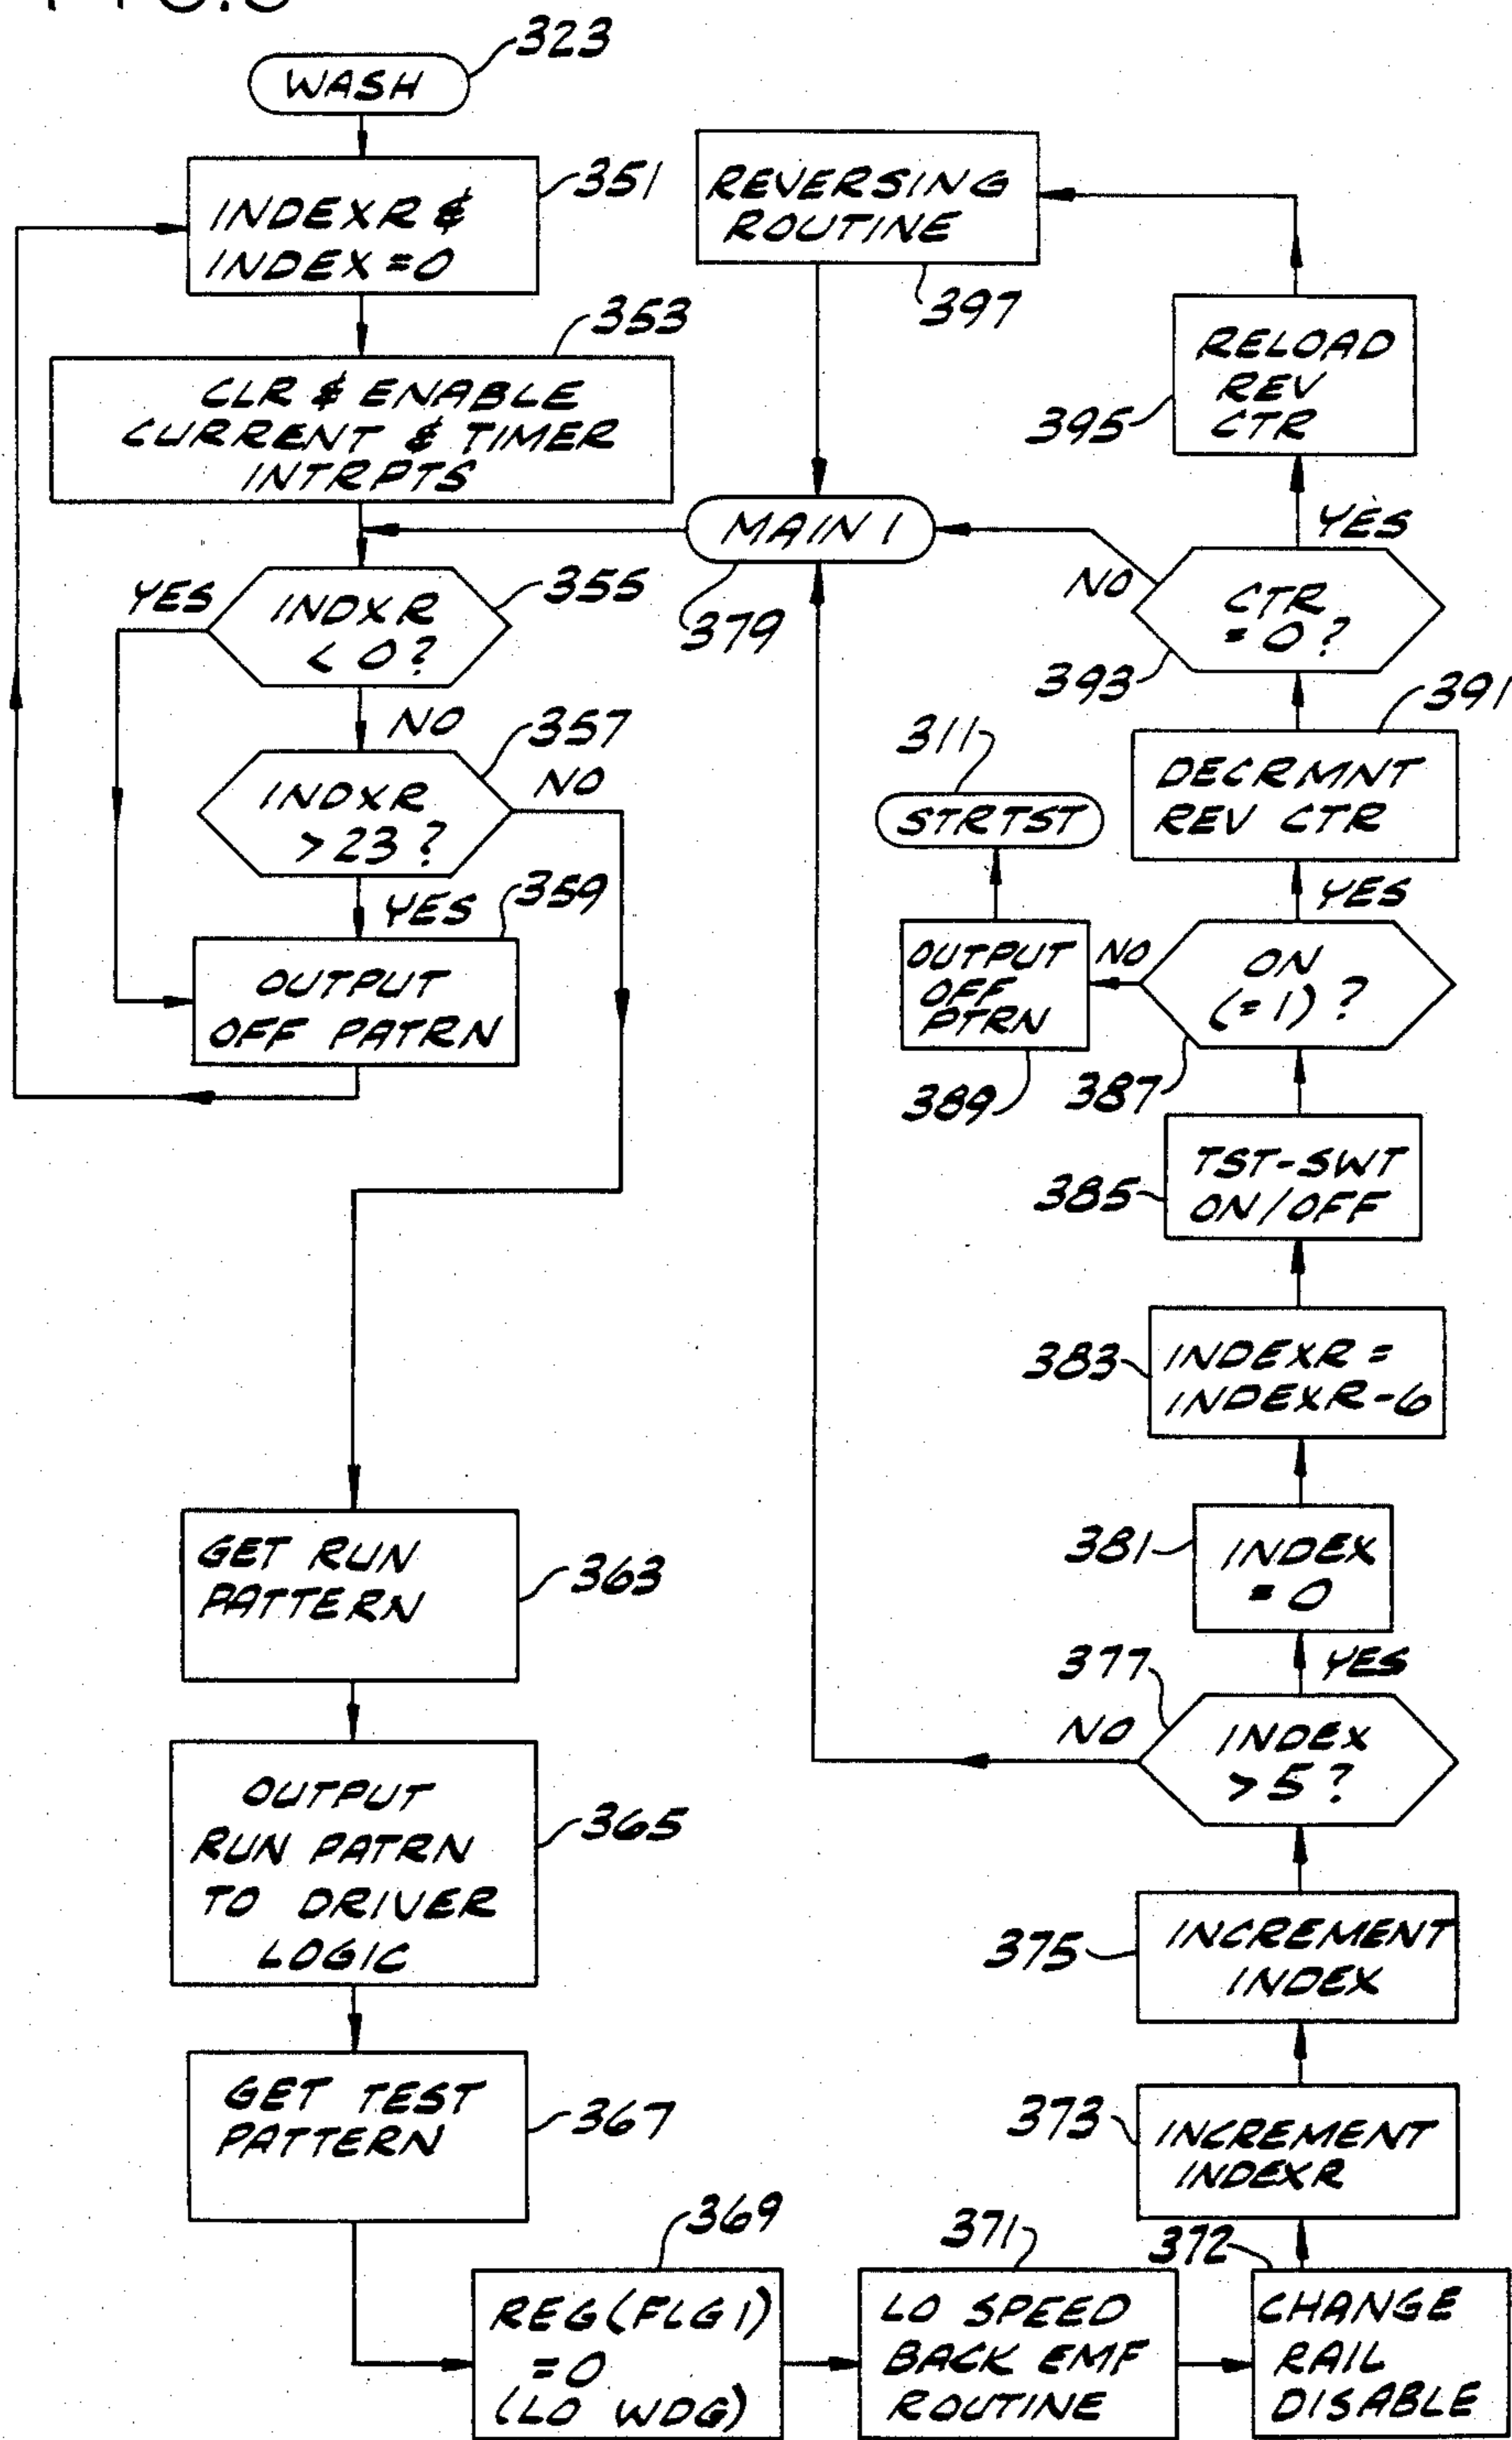 323
WASH
351
INDEXR &
INDEX = 0
353
CLR & ENABLE
CURRENT & TIMER
INTRPTS
355
INDXR
< 0 ?
YES
NO
357
INDXR
> 23 ?
NO
YES
359
OUTPUT
OFF PATRN
GET RUN
PATTERN
363
OUTPUT
RUN PATRN
TO DRIVER
LOGIC
365
GET TEST
PATTERN
367
369
REG (FLG 1)
= 0
(LO WDG)
371
LO SPEED
BACK EMF
ROUTINE
372
CHANGE
RAIL
DISABLE
373
INCREMENT
INDEXR
375
INCREMENT
INDEX
377
INDEX
> 5 ?
NO
YES
381
INDEX
= 0
383
INDEXR =
INDEXR-6
385
TST-SWT
ON/OFF
387
ON
(=1) ?
NO
YES
389
OUTPUT
OFF
PTRN
311
STRTST
391
DECRMNT
REV CTR
393
CTR
= 0 ?
NO
YES
395
RELOAD
REV
CTR
REVERSING
ROUTINE
397
MAIN 1
379